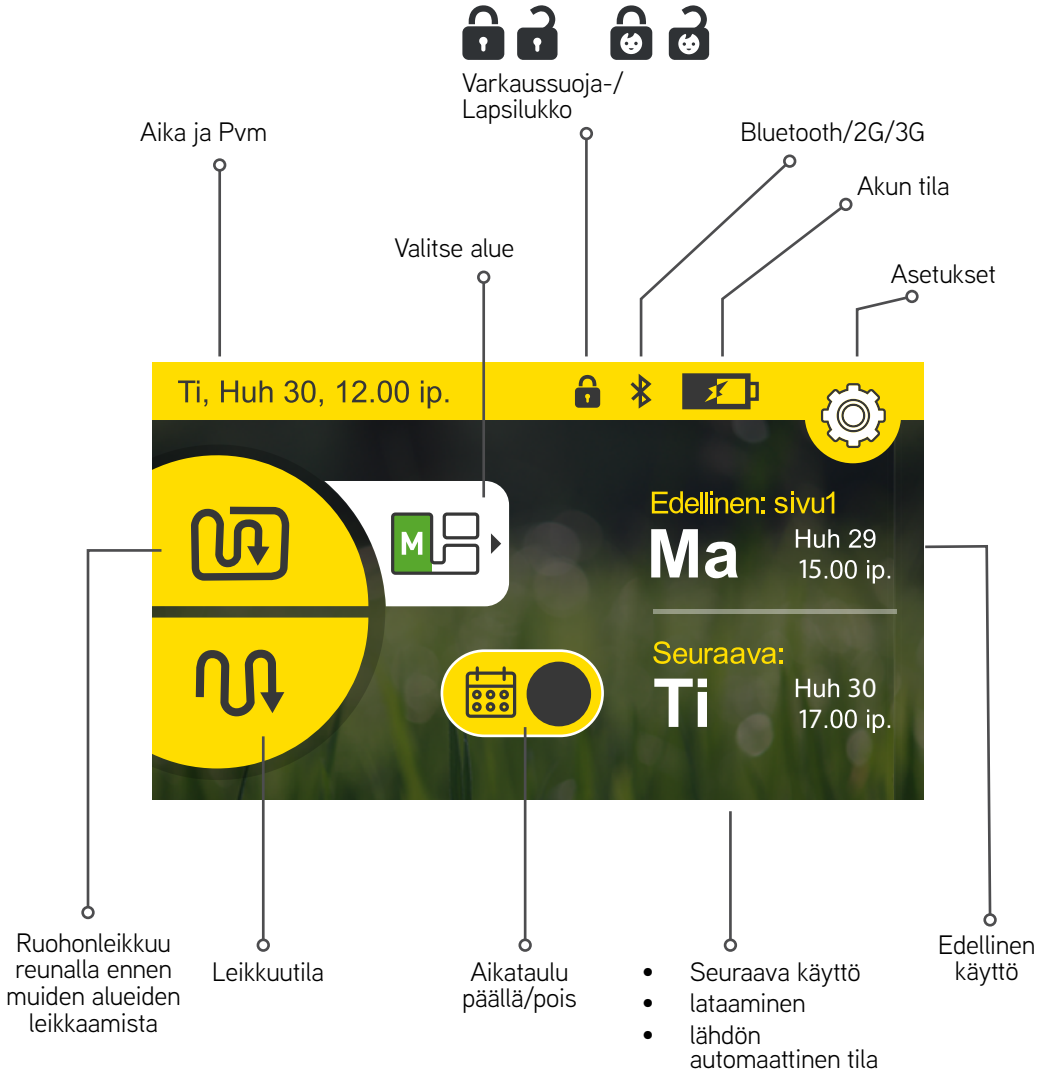 Varkaussuoja-/
Lapsilukko
Aika ja Pvm
Bluetooth/2G/3G
Akun tila
Valitse alue
Asetukset
Ti, Huh 30, 12.00 ip.
M
Edellinen: sivu1
Ma
Huh 29
15.00 ip.
Seuraava:
Ti
Huh 30
17.00 ip.
Ruohonleikkuu
reunalla ennen
muiden alueiden
leikkaamista
Leikkuutila
Aikataulu
päällä/pois
• Seuraava käyttö
• lataaminen
• lähdön
automaattinen tila
Edellinen
käyttö